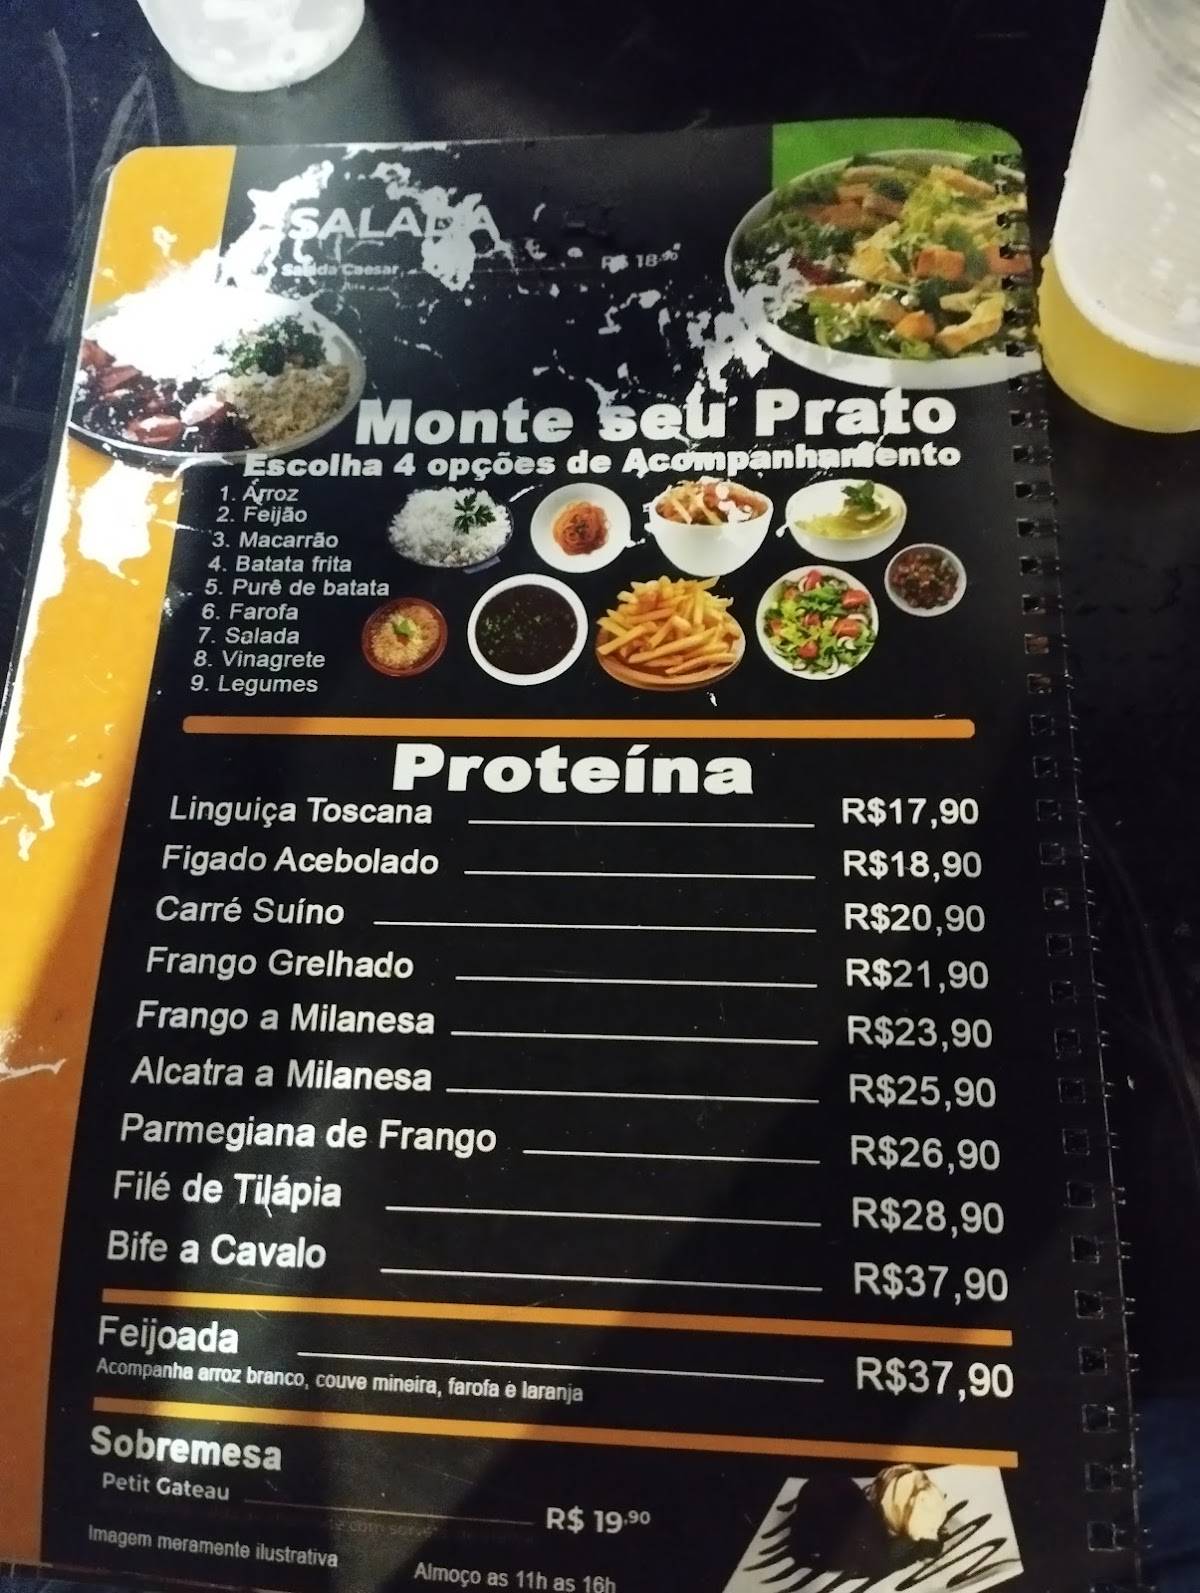 SALADA
Salada Caesar R$ 18,90
Monte seu Prato
Escolha 4 opções de Acompanhamento
1. Arroz
2. Feijão
3. Macarrão
4. Batata frita
5. Purê de batata
6. Farofa
7. Salada
8. Vinagrete
9. Legumes
Proteína
Linguiça Toscana R$17,90
Figado Acebolado R$18,90
Carré Suíno R$20,90
Frango Grelhado R$21,90
Frango a Milanesa R$23,90
Alcatra a Milanesa R$25,90
Parmegiana de Frango R$26,90
Filé de Tilápia R$28,90
Bife a Cavalo R$37,90
Feijoada R$37,90
Acompanha arroz branco, couve mineira, farofa e laranja
Sobremesa
Petit Gateau R$ 19,90
Imagem meramente ilustrativa
Almoço as 11h as 16h